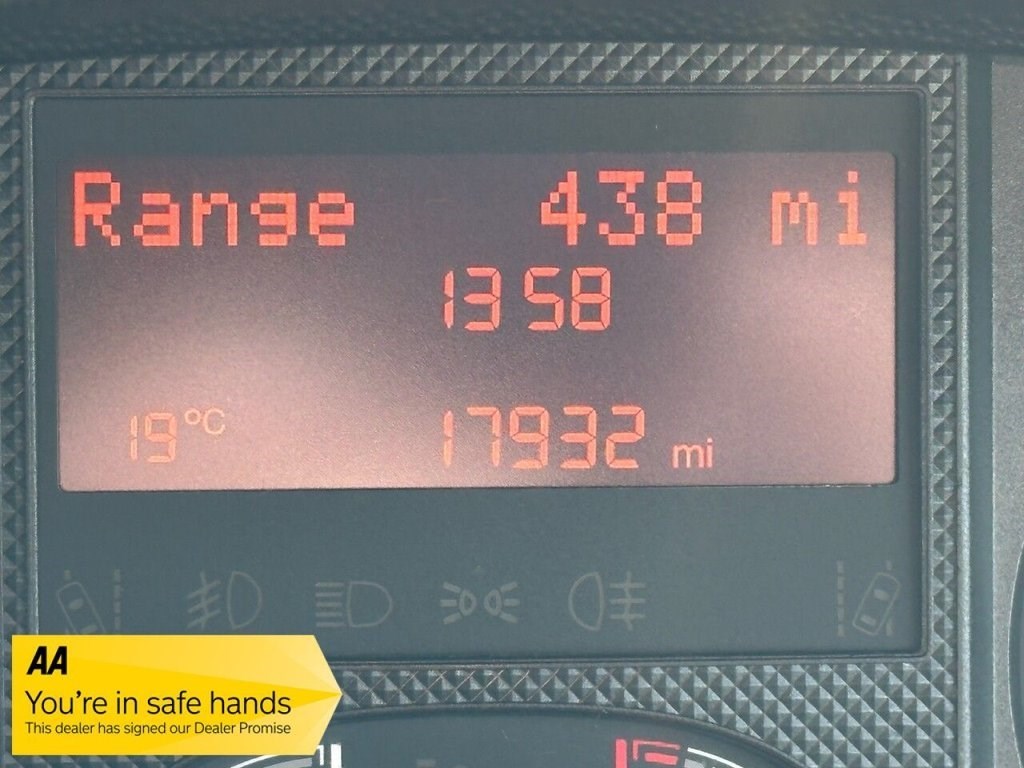 Range 438 mi
13 58
19 °C 17932 mi
AA
You're in safe hands
This dealer has signed our Dealer Promise